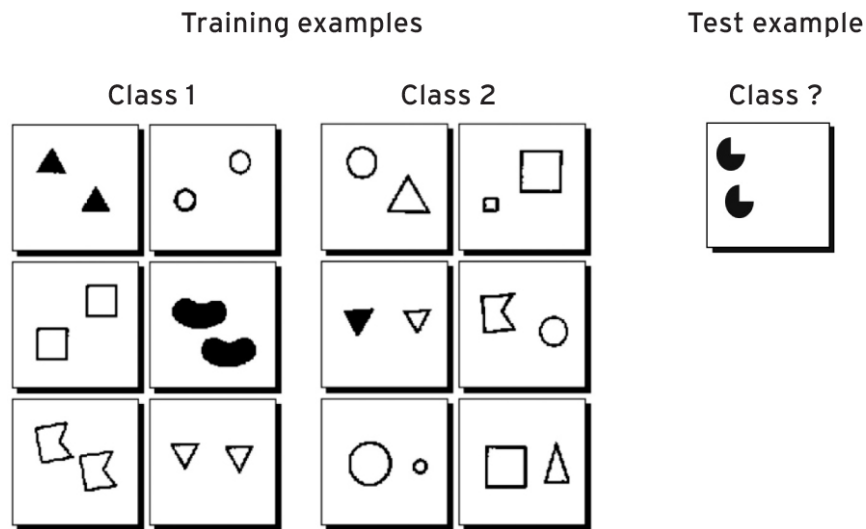 Training examples
Test example
Class 1
Class 2
Class ?